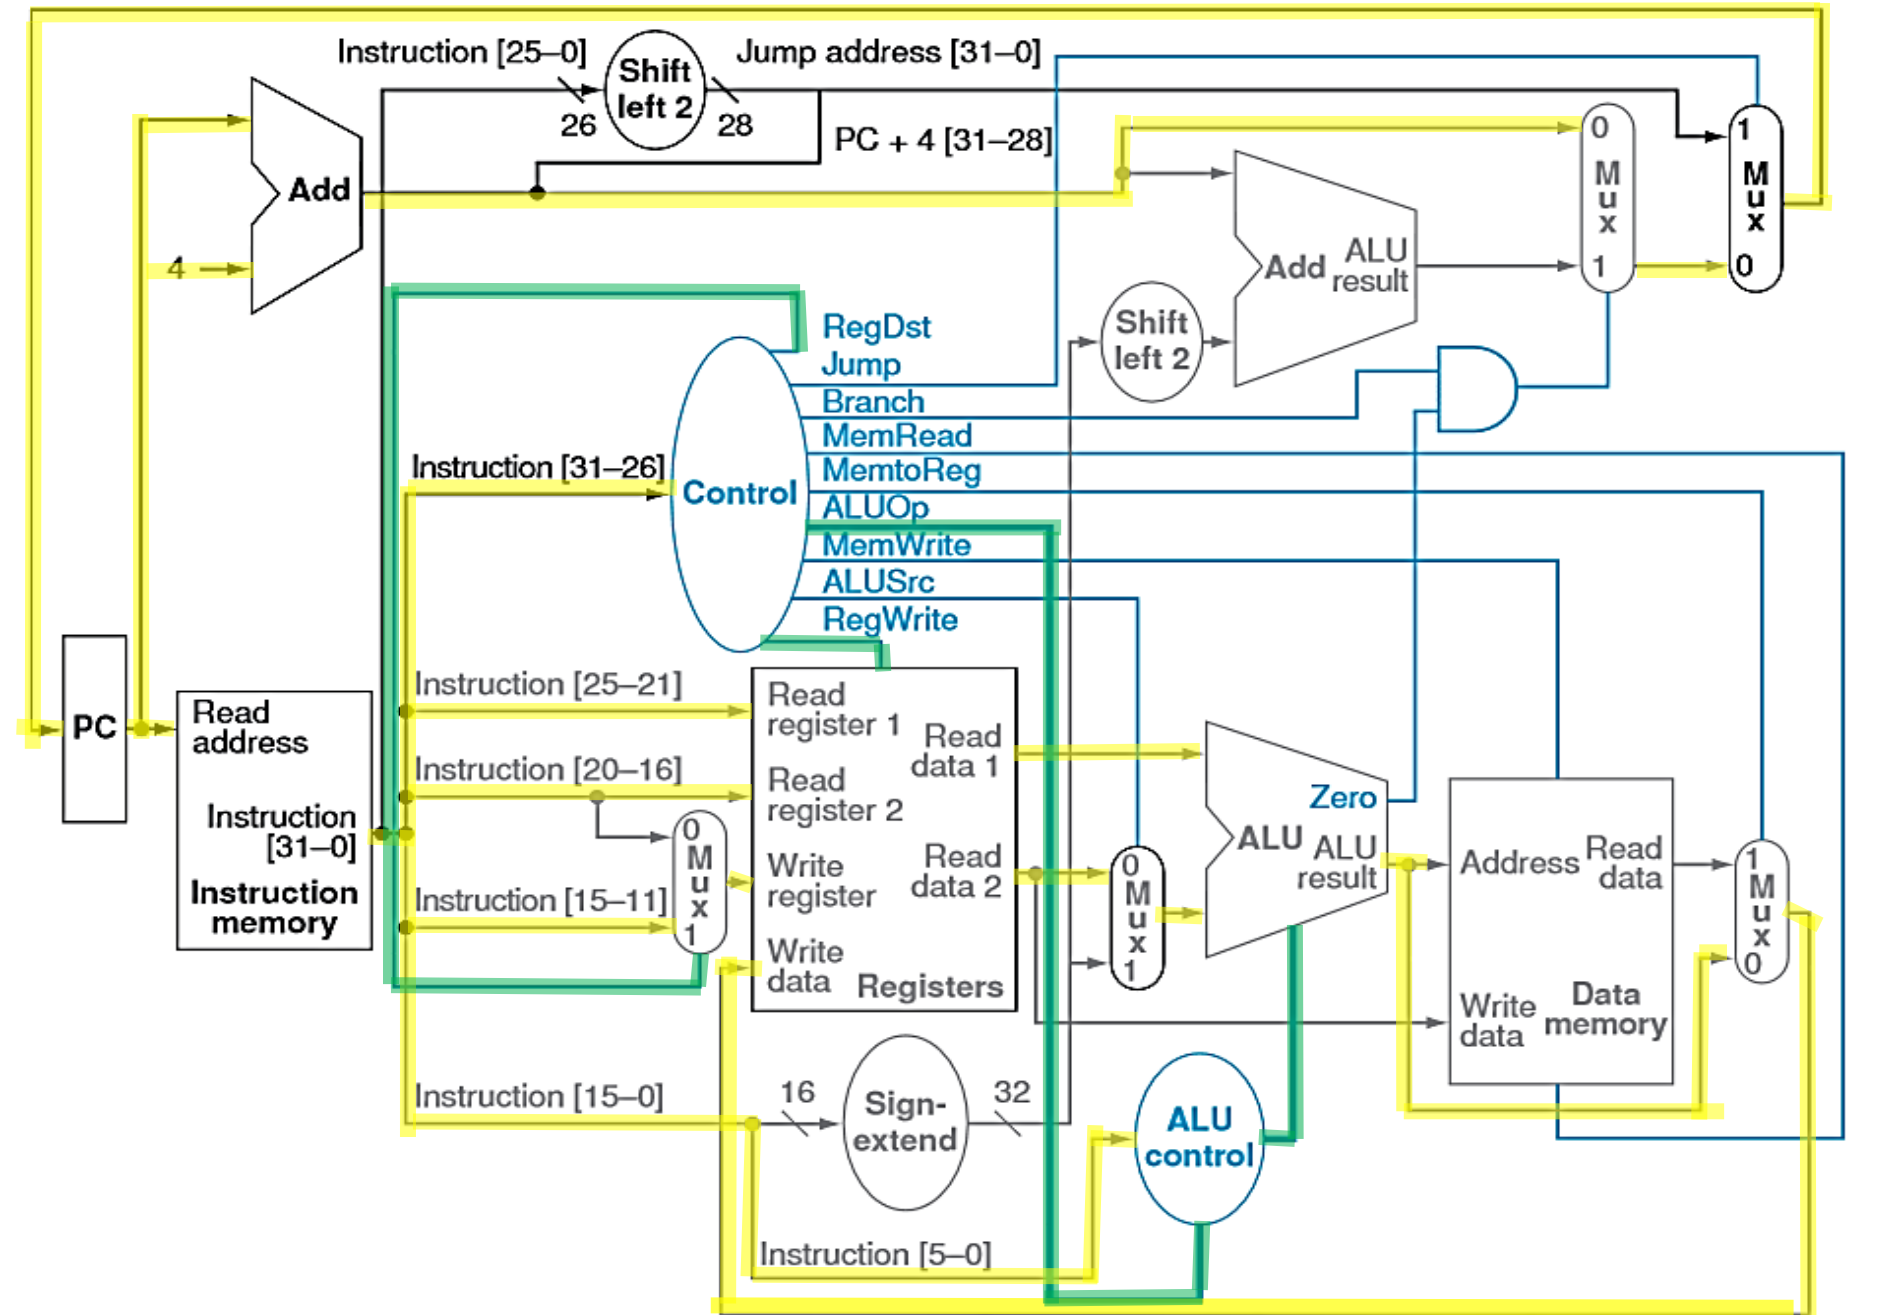 Instruction [25–0]
Shift
left 2
Jump address [31–0]
26
28
PC + 4 [31–28]
Add
4
0
M
u
x
1
1
M
u
x
0
Add
ALU
result
Shift
left 2
RegDst
Jump
Branch
MemRead
MemtoReg
ALUOp
MemWrite
ALUSrc
RegWrite
Instruction [31–26]
Control
PC
Read
address
Instruction
[31–0]
Instruction
memory
Instruction [25–21]
Instruction [20–16]
Instruction [15–11]
0
M
u
x
1
Read
register 1
Read
register 2
Write
register
Write
data
Read
data 1
Read
data 2
Registers
0
M
u
x
1
Zero
ALU
ALU
result
Address
Read
data
Write
data
Data
memory
1
M
u
x
0
Instruction [15–0]
16
Sign-
extend
32
ALU
control
Instruction [5–0]